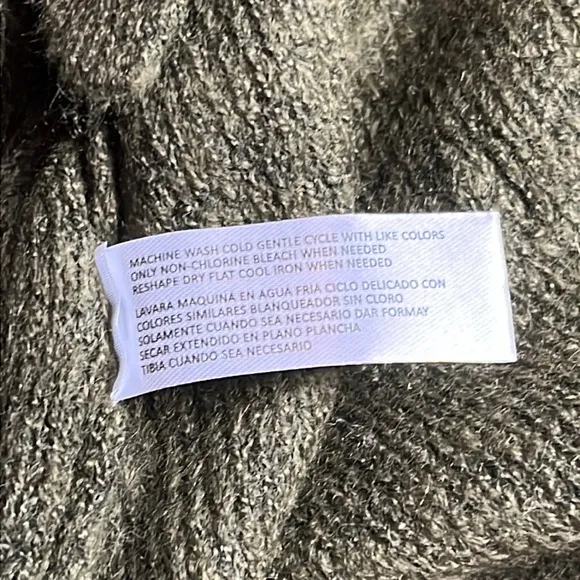 MACHINE WASH COLD GENTLE CYCLE WITH LIKE COLORS
ONLY NON-CHLORINE BLEACH WHEN NEEDED
RESHAPE DRY FLAT COOL IRON WHEN NEEDED
LAVARA MAQUINA EN AGUA FRIA CICLO DELICADO CON
COLORES SIMILARES BLANQUEADOR SIN CLORO
SOLAMENTE CUANDO SEA NECESARIO DAR FORMAY
SECAR EXTENDIDO EN PLANO PLANCHA
TIBIA CUANDO SEA NECESARIO